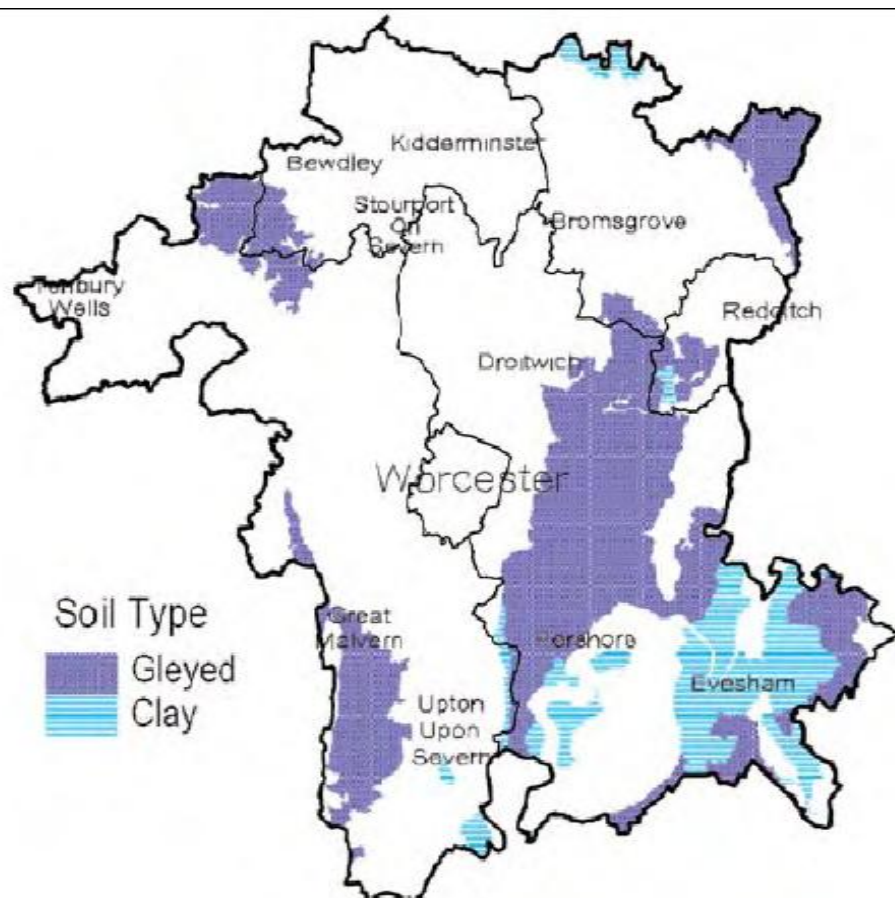 Kidderminster
Bewdley
Stourport
On
Severn
Bromsgrove
Tenbury
Wells
Redditch
Droitwich
Worcester
Soil Type
Gleyed
Clay
Great
Malvern
Pershore
Evesham
Upton
Upon
Severn